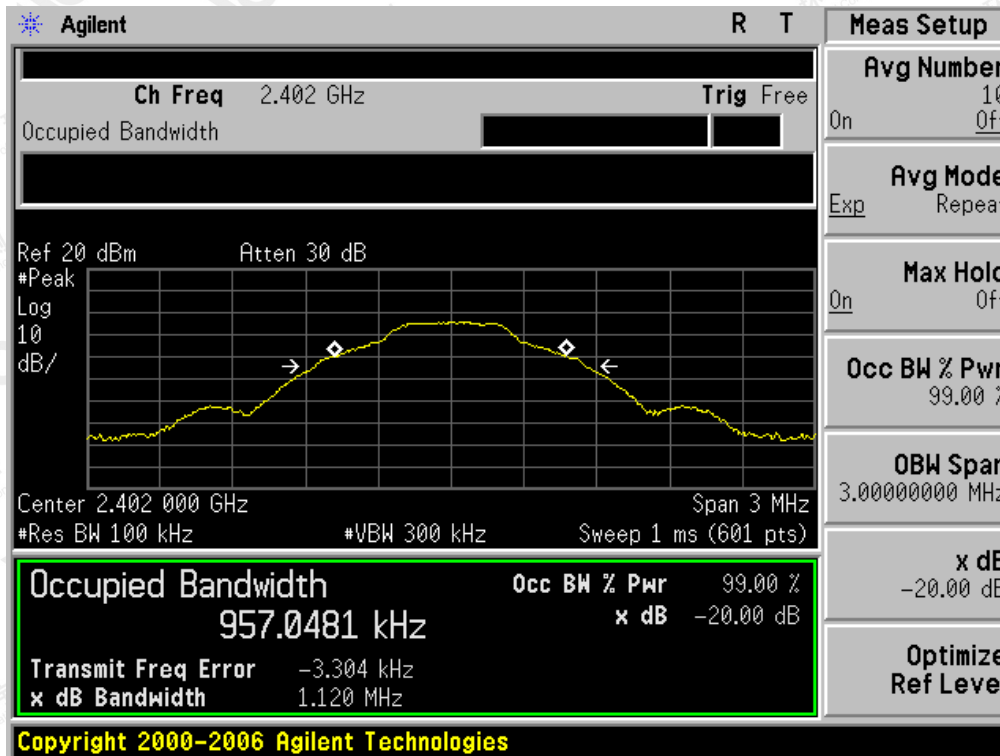 Agilent R T
Ch Freq 2.402 GHz Trig Free
Occupied Bandwidth
Ref 20 dBm Atten 30 dB
#Peak
Log
10
dB/
Center 2.402 000 GHz Span 3 MHz
#Res BW 100 kHz #VBW 300 kHz Sweep 1 ms (601 pts)
Occupied Bandwidth
957.0481 kHz
Occ BW % Pwr 99.00 %
x dB -20.00 dB
Transmit Freq Error -3.304 kHz
x dB Bandwidth 1.120 MHz
Copyright 2000-2006 Agilent Technologies
Meas Setup
Avg Number
10
On Of
Avg Mode
Exp Repea
Max Hold
On Of
Occ BW % Pwr
99.00 %
OBW Span
3.00000000 MHz
x dB
-20.00 dB
Optimize
Ref Leve